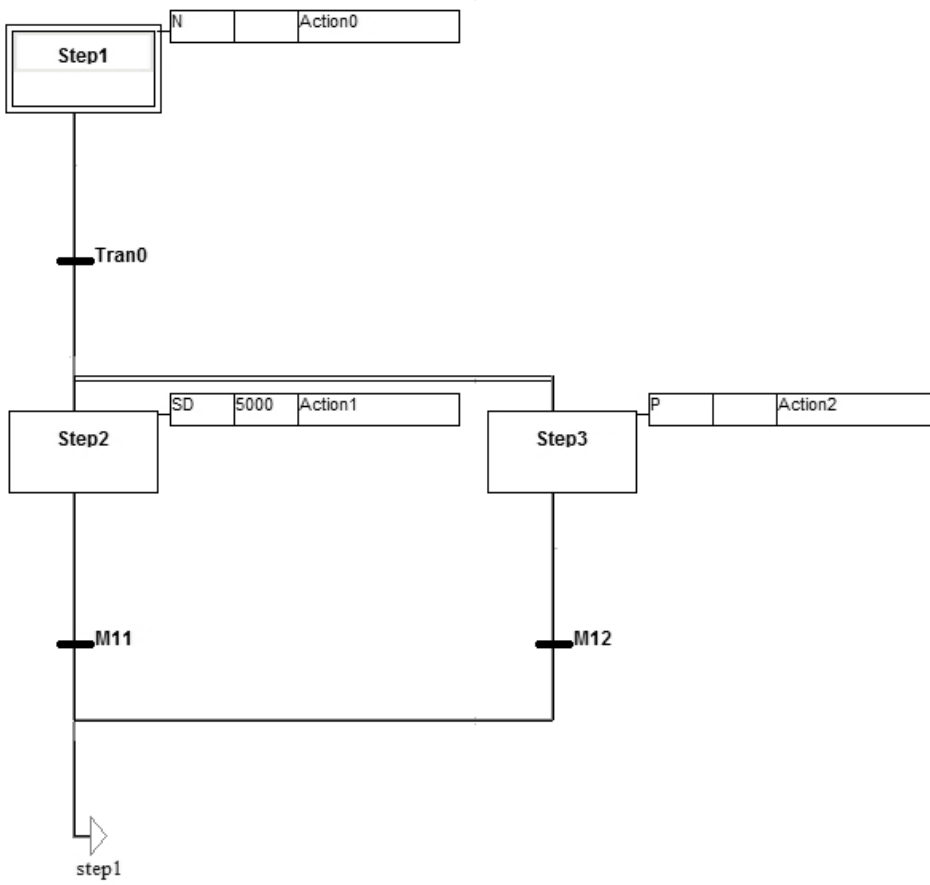 N Action0
Step1
Tran0
SD 5000 Action1
P Action2
Step2
Step3
M11
M12
step1